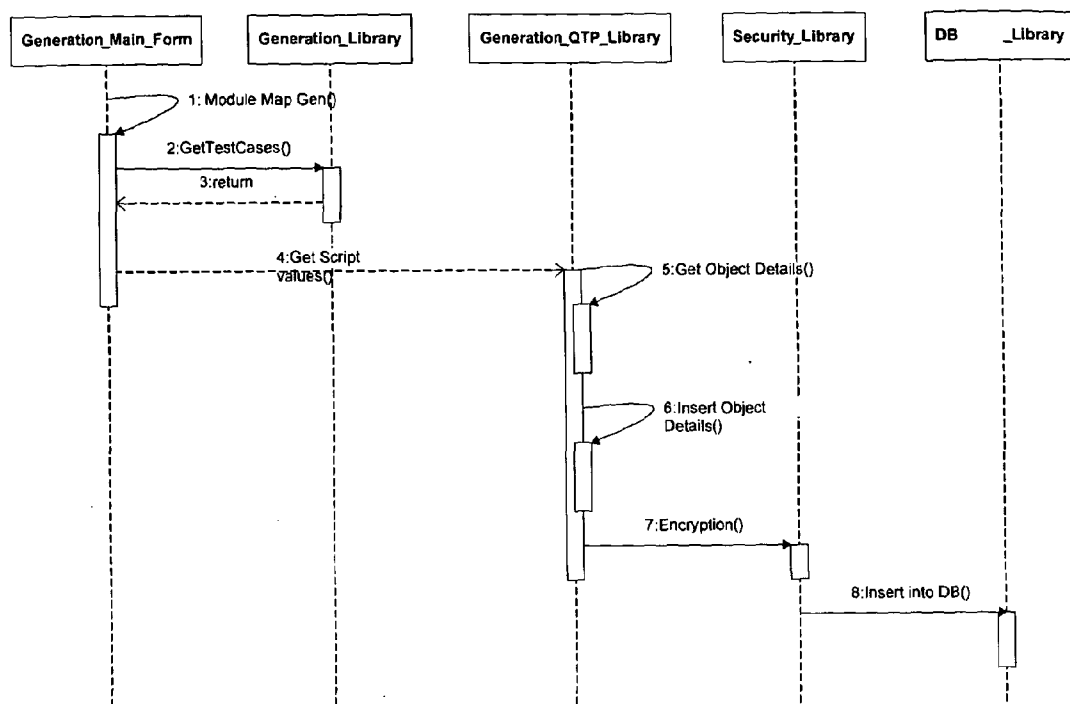 Generation_Main_Form
Generation_Library
Generation_QTP_Library
Security_Library
DB _Library
1: Module Map Gen()
2:GetTestCases()
3:return
4:Get Script
values()
5:Get Object Details()
6:Insert Object
Details()
7:Encryption()
8:Insert into DB()